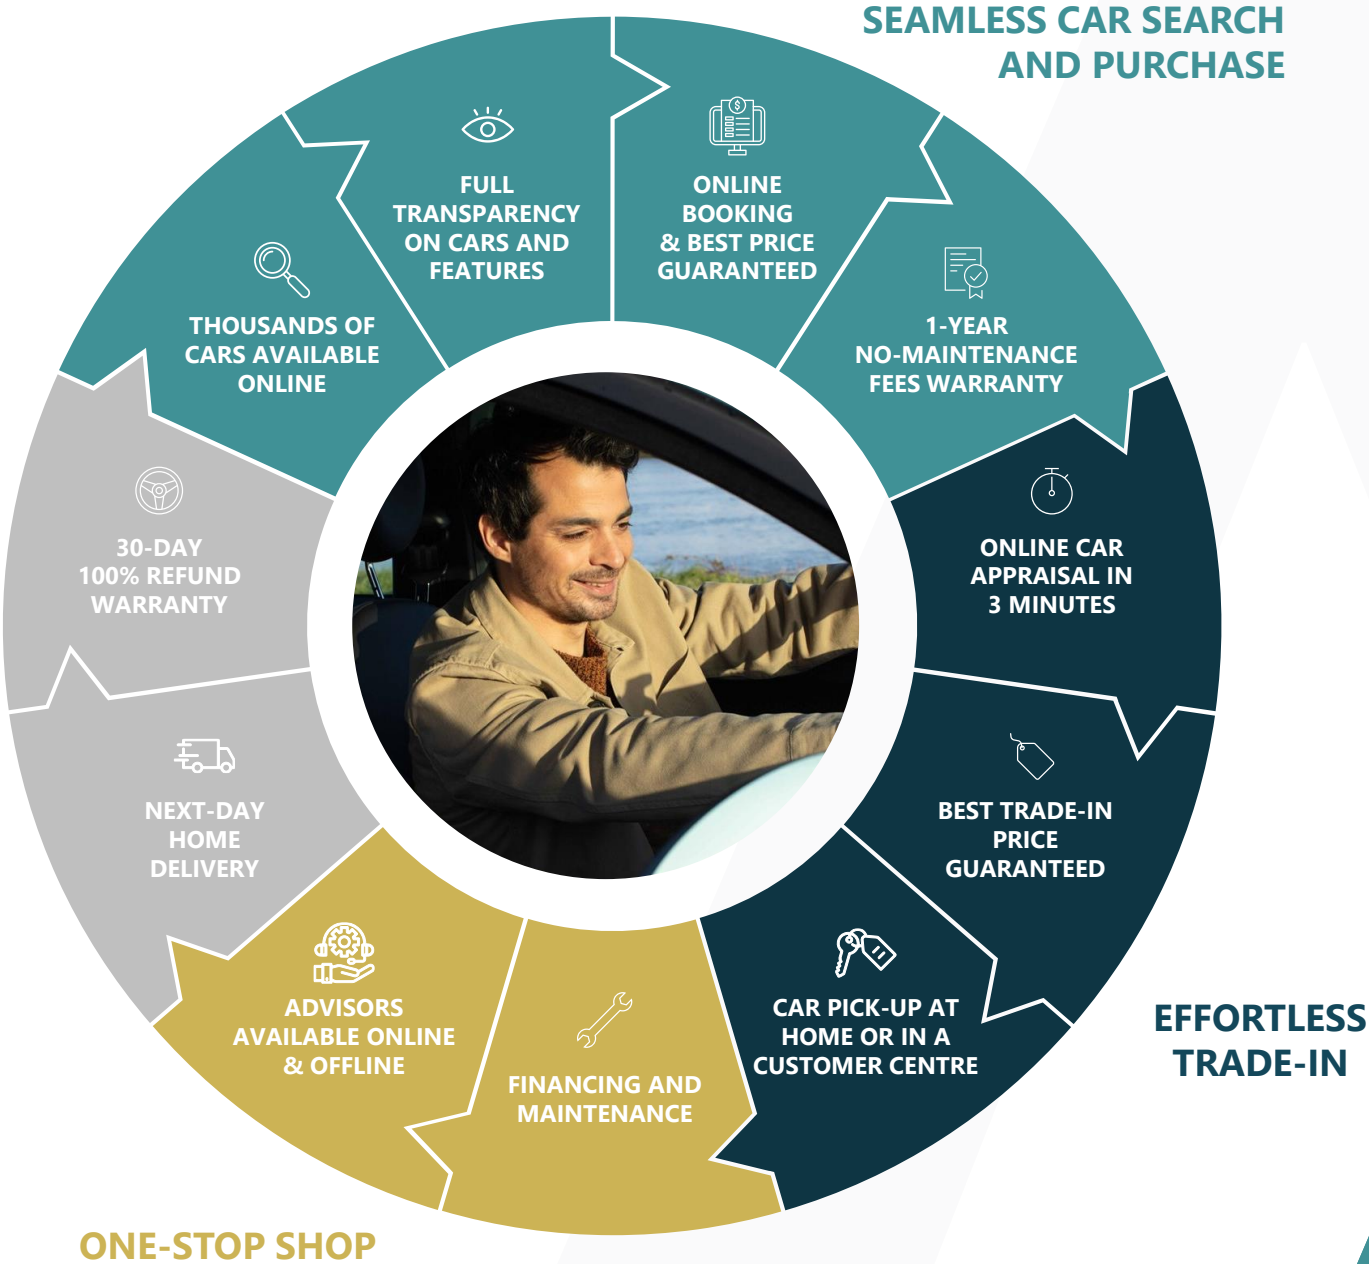 SEAMLESS CAR SEARCH
AND PURCHASE
FULL
TRANSPARENCY
ON CARS AND
FEATURES
ONLINE
BOOKING
& BEST PRICE
GUARANTEED
1-YEAR
NO-MAINTENANCE
FEES WARRANTY
ONLINE CAR
APPRAISAL IN
3 MINUTES
BEST TRADE-IN
PRICE
GUARANTEED
CAR PICK-UP AT
HOME OR IN A
CUSTOMER CENTRE
EFFORTLESS
TRADE-IN
FINANCING AND
MAINTENANCE
ADVISORS
AVAILABLE ONLINE
& OFFLINE
ONE-STOP SHOP
NEXT-DAY
HOME
DELIVERY
30-DAY
100% REFUND
WARRANTY
THOUSANDS OF
CARS AVAILABLE
ONLINE